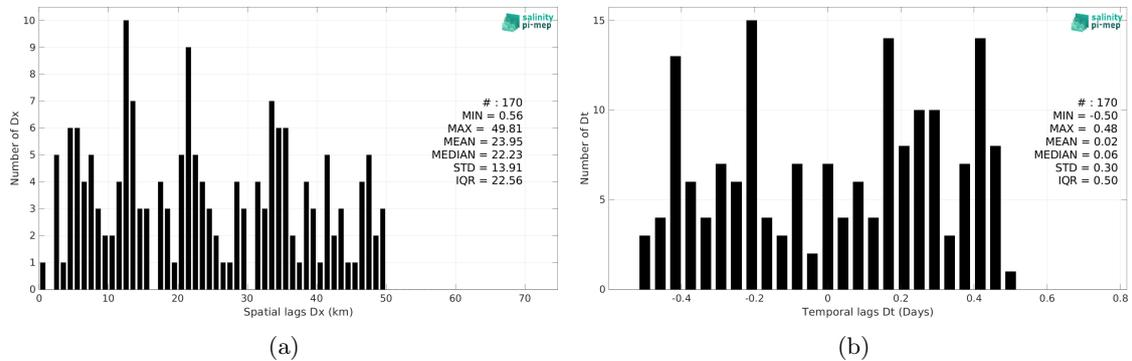 salinity
pi-mep
10
9
8
7
6
5
4
3
2
1
0
Number of Dx
# : 170
MIN = 0.56
MAX = 49.81
MEAN = 23.95
MEDIAN = 22.23
STD = 13.91
IQR = 22.56
0 10 20 30 40 50 60 70
Spatial lags Dx (km)
(a)
salinity
pi-mep
15
10
5
0
Number of Dt
# : 170
MIN = -0.50
MAX = 0.48
MEAN = 0.02
MEDIAN = 0.06
STD = 0.30
IQR = 0.50
-0.4 -0.2 0 0.2 0.4 0.6 0.8
Temporal lags Dt (Days)
(b)